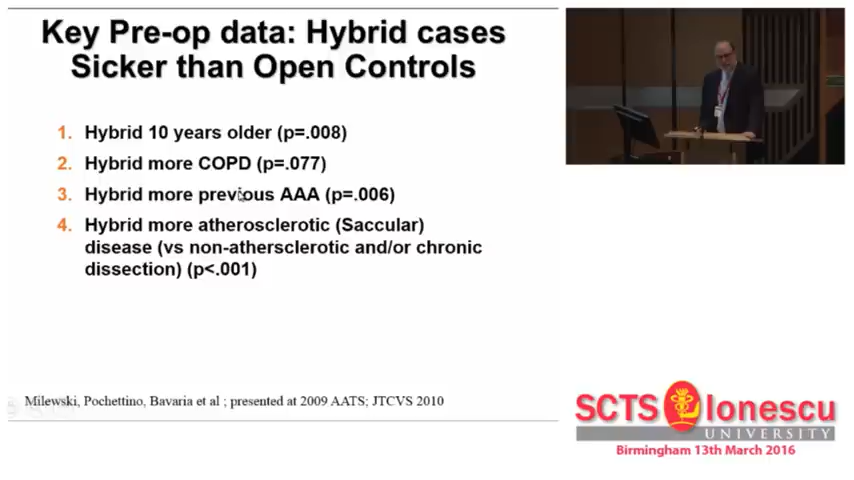 Key Pre-op data: Hybrid cases
Sicker than Open Controls
1. Hybrid 10 years older (p=.008)
2. Hybrid more COPD (p=.077)
3. Hybrid more previous AAA (p=.006)
4. Hybrid more atherosclerotic (Saccular)
disease (vs non-athersclerotic and/or chronic
dissection) (p<.001)
Milewski, Pochettino, Bavaria et al ; presented at 2009 AATS; JTCVS 2010
SCTS Ionescu
UNIVERSITY
Birmingham 13th March 2016